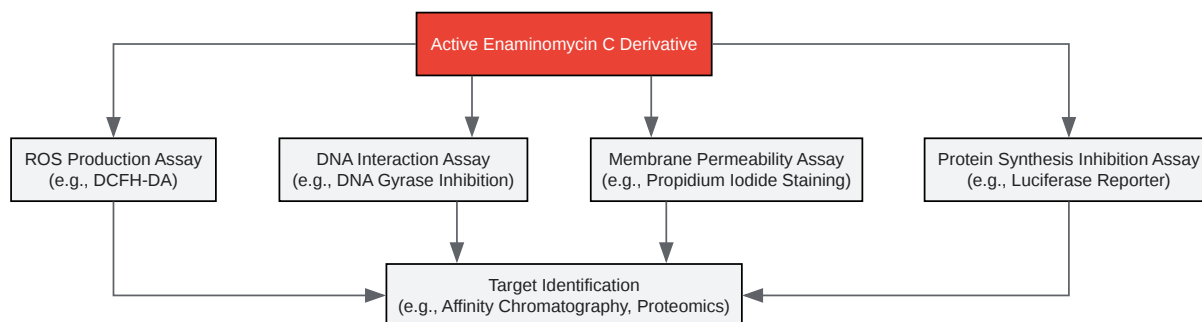 Active Enaminomycin C Derivative
ROS Production Assay
(e.g., DCFH-DA)
DNA Interaction Assay
(e.g., DNA Gyrase Inhibition)
Membrane Permeability Assay
(e.g., Propidium Iodide Staining)
Protein Synthesis Inhibition Assay
(e.g., Luciferase Reporter)
Target Identification
(e.g., Affinity Chromatography, Proteomics)